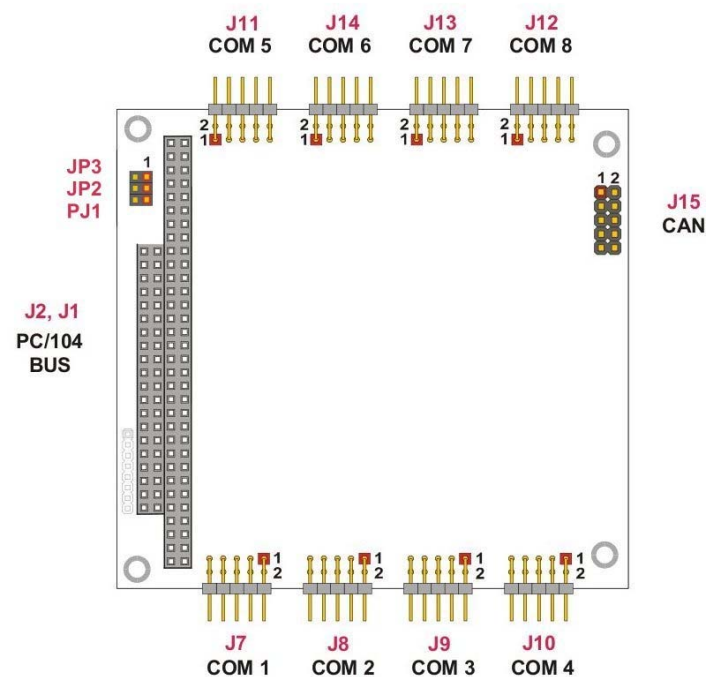 J11 J14 J13 J12
COM 5 COM 6 COM 7 COM 8
2 2 2 2
1 1 1 1
JP3 1
JP2
PJ1
1 2
J15
CAN
J2, J1
PC/104
BUS
1 1 1 1
2 2 2 2
J7 J8 J9 J10
COM 1 COM 2 COM 3 COM 4